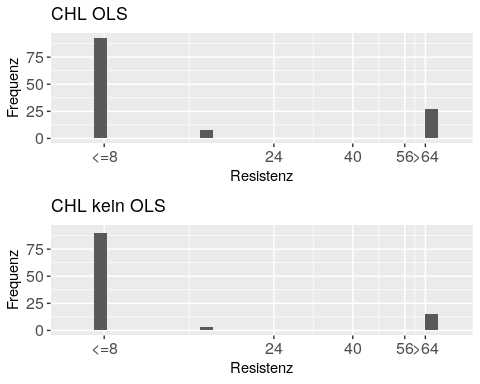 CHL OLS
Frequenz
75
50
25
0
<=8 24 40 56 >64
Resistenz
CHL kein OLS
Frequenz
75
50
25
0
<=8 24 40 56 >64
Resistenz